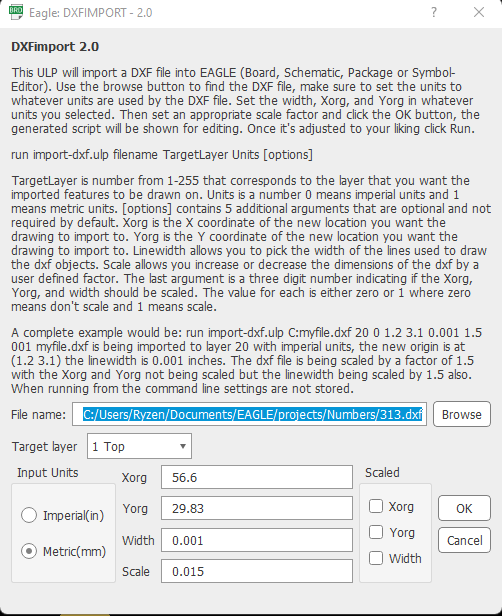 Eagle: DXFIMPORT - 2.0
DXFimport 2.0
This ULP will import a DXF file into EAGLE (Board, Schematic, Package or Symbol-
Editor). Use the browse button to find the DXF file, make sure to set the units to
whatever units are used by the DXF file. Set the width, Xorg, and Yorg in whatever
units you selected. Then set an appropriate scale factor and click the OK button, the
generated script will be shown for editing. Once it's adjusted to your liking click Run.
run import-dxf.ulp filename TargetLayer Units [options]
TargetLayer is number from 1-255 that corresponds to the layer that you want the
imported features to be drawn on. Units is a number 0 means imperial units and 1
means metric units. [options] contains 5 additional arguments that are optional and not
required by default. Xorg is the X coordinate of the new location you want the
drawing to import to. Yorg is the Y coordinate of the new location you want the
drawing to import to. Linewidth allows you to pick the width of the lines used to draw
the dxf objects. Scale allows you increase or decrease the dimensions of the dxf by a
user defined factor. The last argument is a three digit number indicating if the Xorg,
Yorg, and width should be scaled. The value for each is either zero or 1 where zero
means don't scale and 1 means scale.
A complete example would be: run import-dxf.ulp C:myfile.dxf 20 0 1.2 3.1 0.001 1.5
001 myfile.dxf is being imported to layer 20 with imperial units, the new origin is at
(1.2 3.1) the linewidth is 0.001 inches. The dxf file is being scaled by a factor of 1.5
with the Xorg and Yorg not being scaled but the linewidth being scaled by 1.5 also.
When running from the command line settings are not stored.
File name: C:/Users/Ryzen/Documents/EAGLE/projects/Numbers/313.dxf Browse
Target layer 1 Top
Input Units
Imperial(in)
Metric(mm)
Xorg 56.6
Yorg 29.83
Width 0.001
Scale 0.015
Scaled
Xorg
Yorg
Width
OK
Cancel